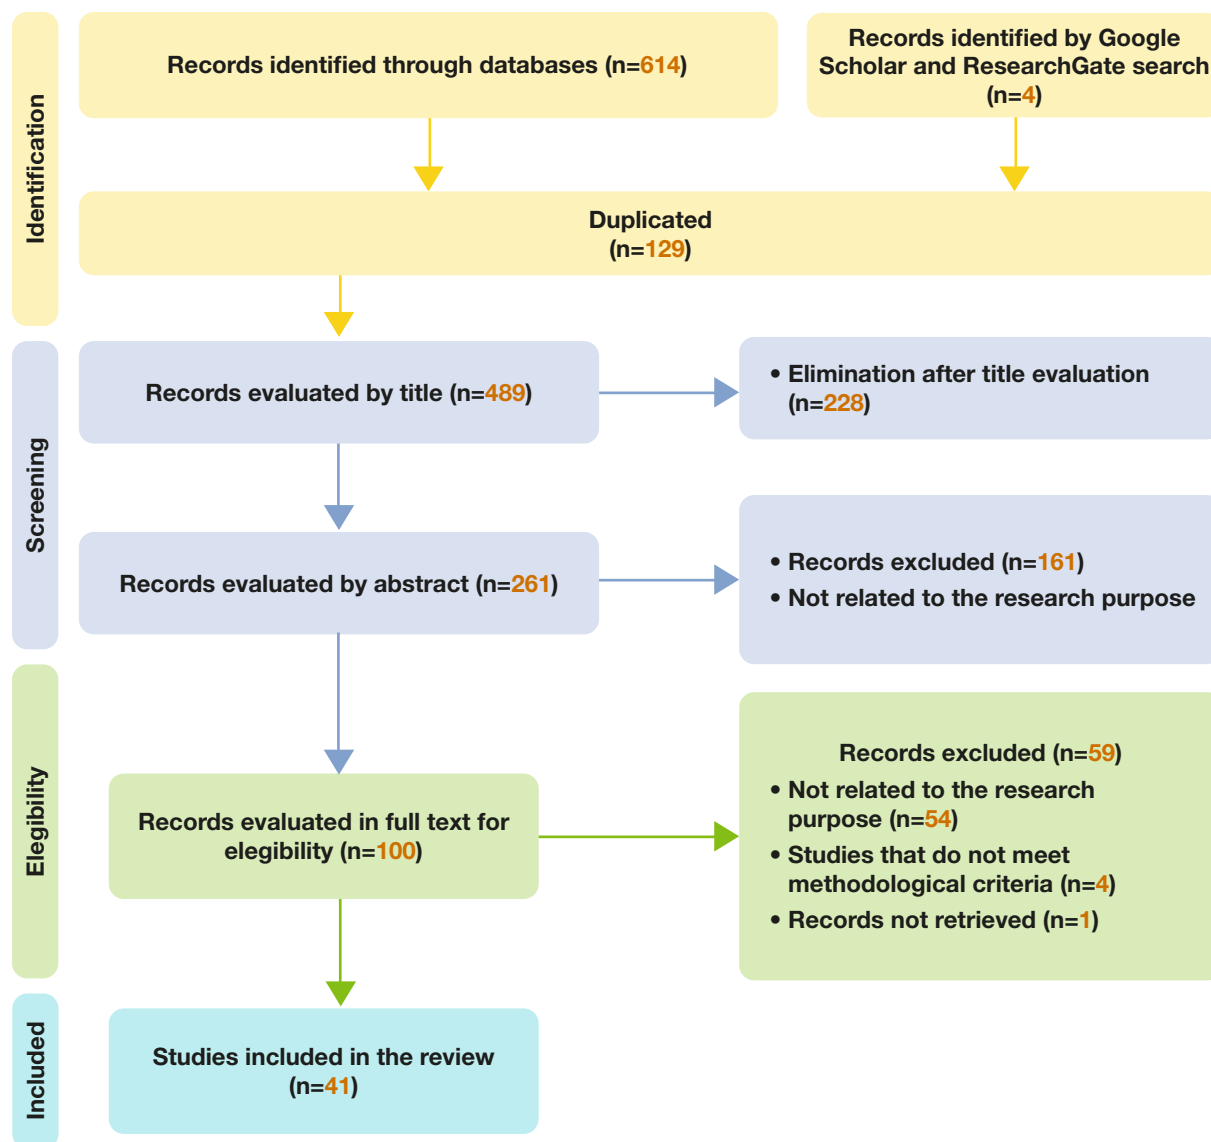 Identification
Records identified through databases (n=614)
Records identified by Google
Scholar and ResearchGate search
(n=4)
Duplicated
(n=129)
Screening
Records evaluated by title (n=489)
• Elimination after title evaluation
(n=228)
Records evaluated by abstract (n=261)
• Records excluded (n=161)
• Not related to the research purpose
Elegibility
Records evaluated in full text for
elegibility (n=100)
Records excluded (n=59)
• Not related to the research
purpose (n=54)
• Studies that do not meet
methodological criteria (n=4)
• Records not retrieved (n=1)
Included
Studies included in the review
(n=41)